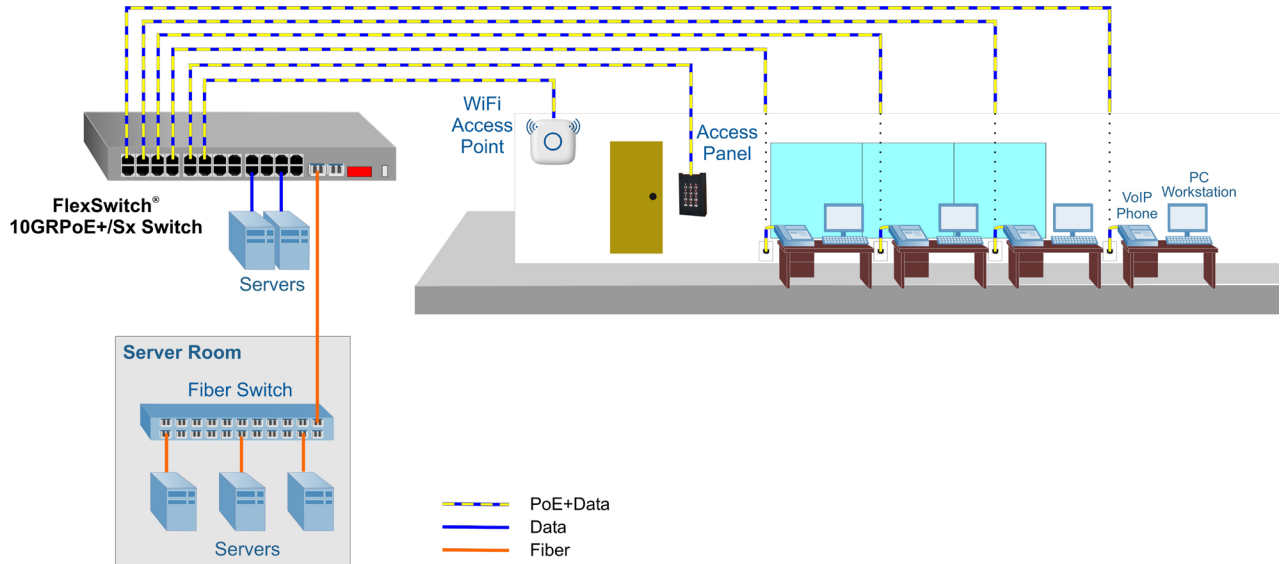 WiFi
Access
Point
Access
Panel
VoIP
Phone
PC
Workstation
FlexSwitch®
10GRPoE+/Sx Switch
Servers
Server Room
Fiber Switch
Servers
PoE+Data
Data
Fiber